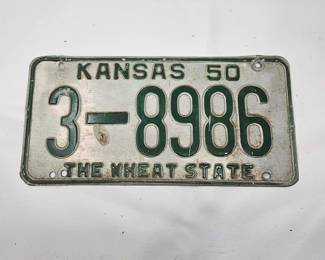 KANSAS 50
3-8986
THE WHEAT STATE